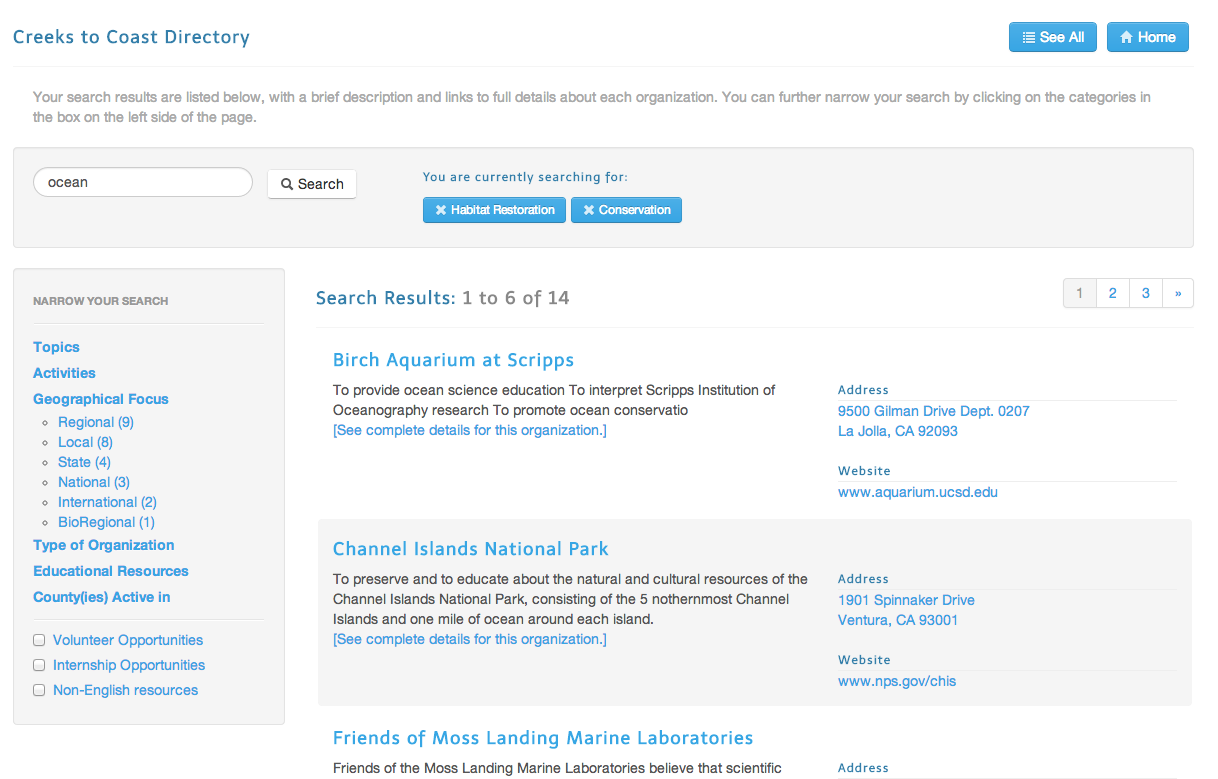 Creeks to Coast Directory
See All
Home
Your search results are listed below, with a brief description and links to full details about each organization. You can further narrow your search by clicking on the categories in
the box on the left side of the page.
ocean
Search
You are currently searching for:
Habitat Restoration
Conservation
NARROW YOUR SEARCH
Topics
Activities
Geographical Focus
Regional (9)
Local (8)
State (4)
National (3)
International (2)
BioRegional (1)
Type of Organization
Educational Resources
County(ies) Active in
Volunteer Opportunities
Internship Opportunities
Non-English resources
Search Results: 1 to 6 of 14
1 2 3 »
Birch Aquarium at Scripps
To provide ocean science education To interpret Scripps Institution of
Oceanography research To promote ocean conservatio
[See complete details for this organization.]
Address
9500 Gilman Drive Dept. 0207
La Jolla, CA 92093
Website
www.aquarium.ucsd.edu
Channel Islands National Park
To preserve and to educate about the natural and cultural resources of the
Channel Islands National Park, consisting of the 5 nothernmost Channel
Islands and one mile of ocean around each island.
[See complete details for this organization.]
Address
1901 Spinnaker Drive
Ventura, CA 93001
Website
www.nps.gov/chis
Friends of Moss Landing Marine Laboratories
Friends of the Moss Landing Marine Laboratories believe that scientific
Address